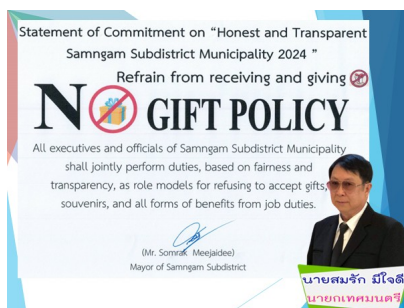 Statement of Commitment on “Honest and Transparent
Samngam Subdistrict Municipality 2024 ”
Refrain from receiving and giving
NO GIFT POLICY
All executives and officials of Samngam Subdistrict Municipality
shall jointly perform duties, based on fairness and
transparency, as role models for refusing to accept gifts,
souvenirs, and all forms of benefits from job duties.
(Mr. Somrak Meejaidee)
Mayor of Samngam Subdistrict
นายสมรัก มีใจดี
นายกเทศมนตรี